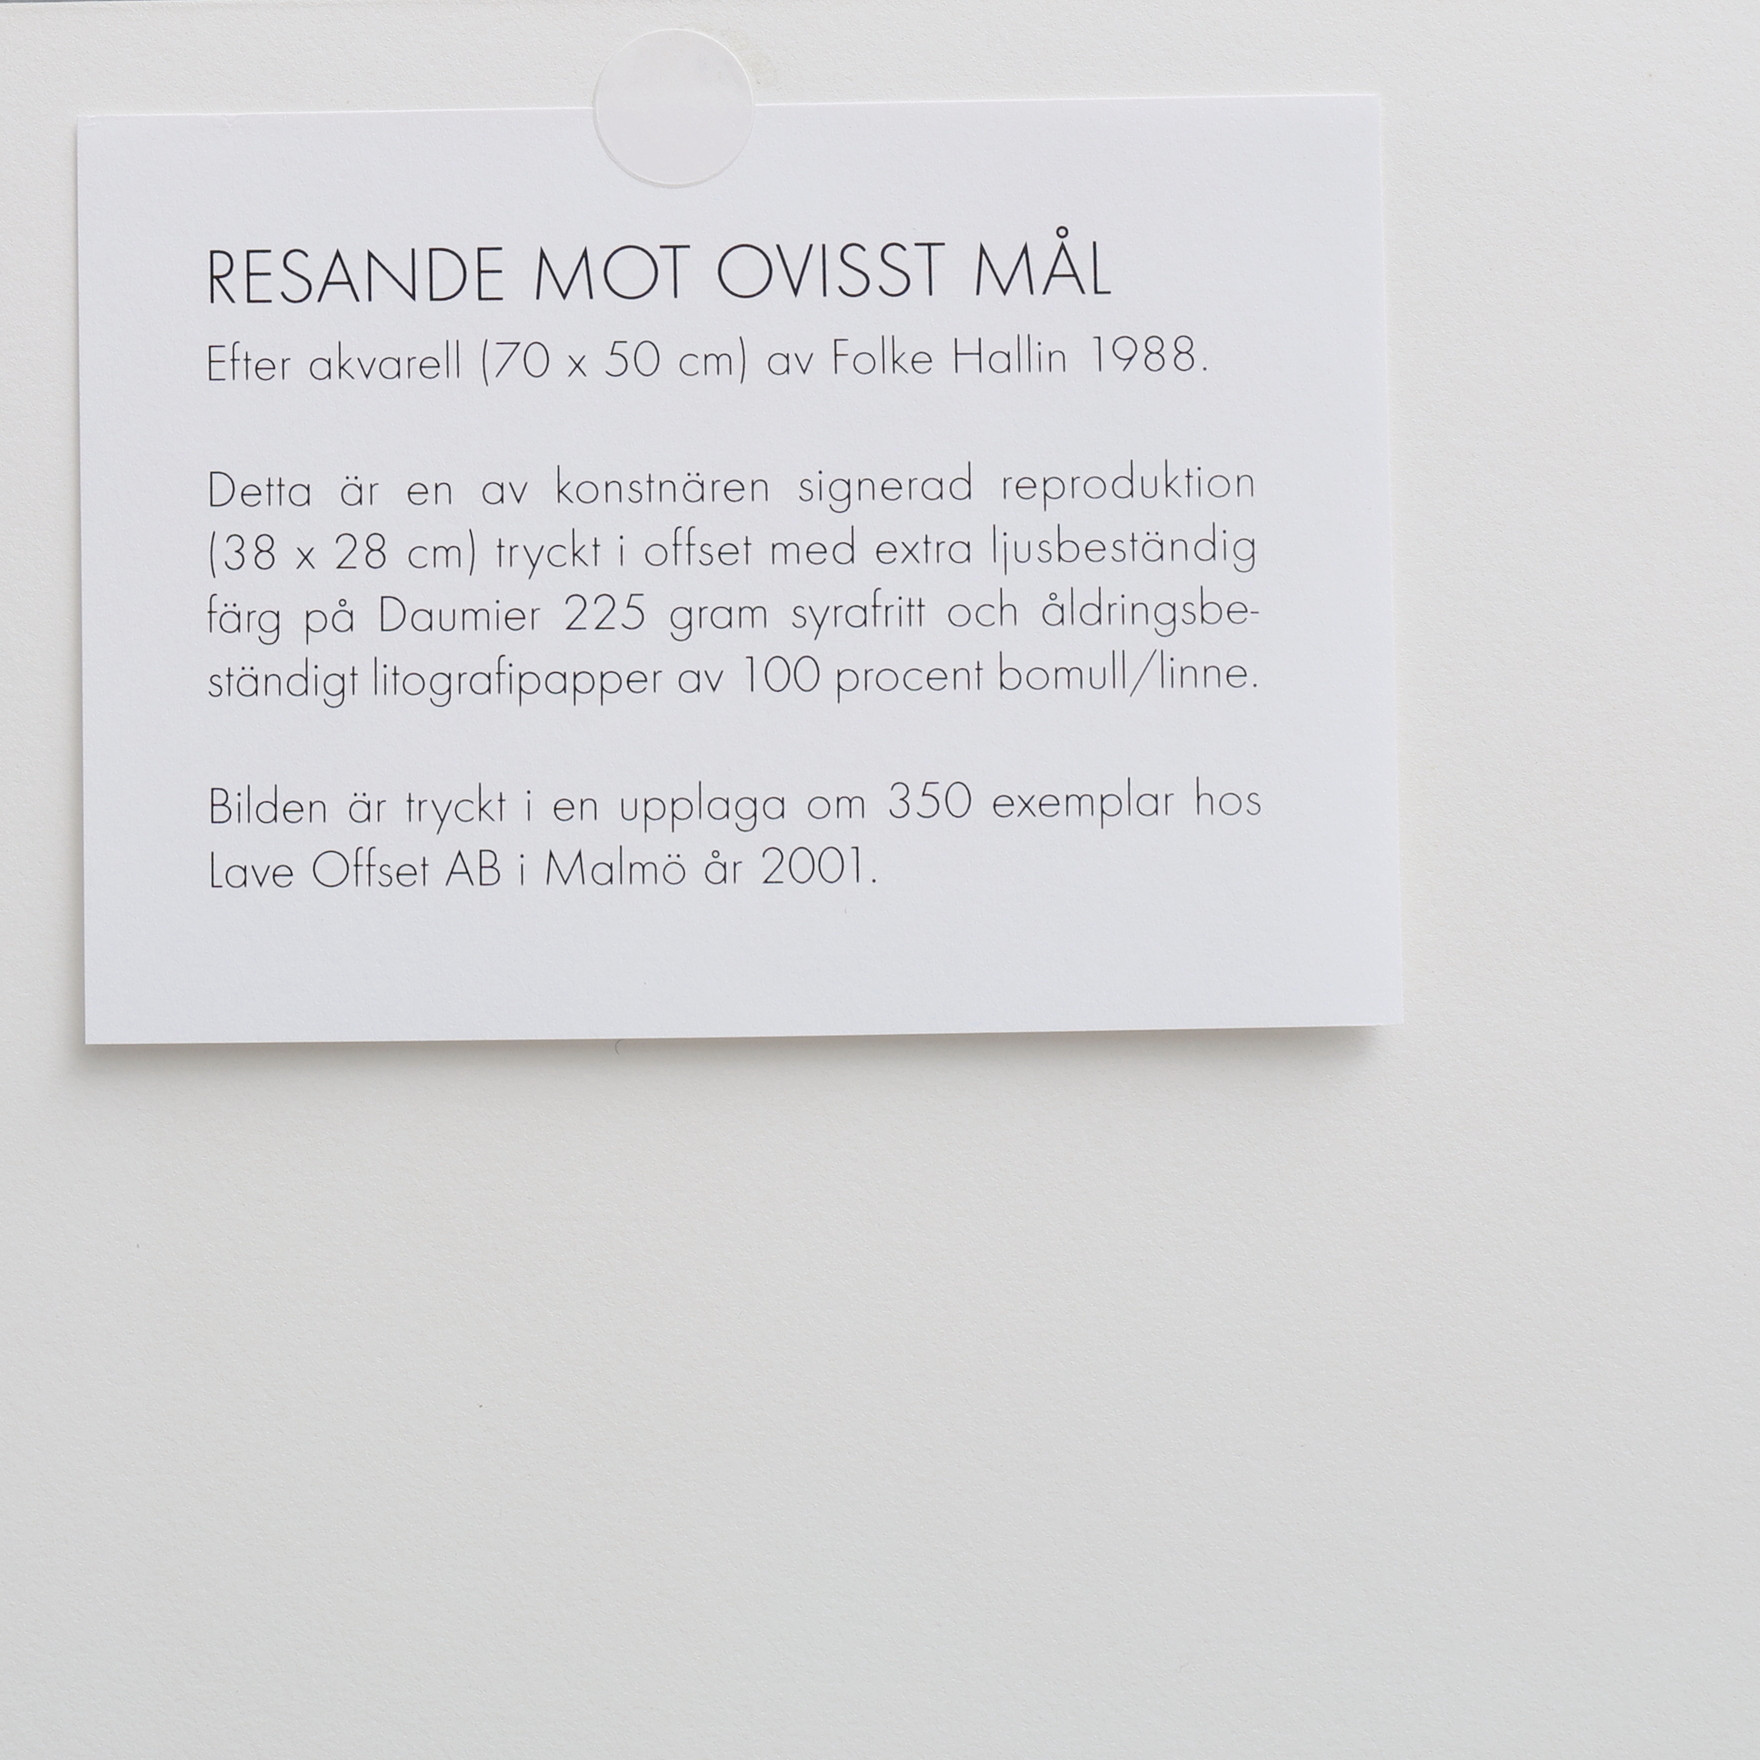 RESANDE MOT OVISST MÅL
Efter akvarell (70 x 50 cm) av Folke Hallin 1988.
Detta är en av konstnären signerad reproduktion
(38 x 28 cm) tryckt i offset med extra ljusbeständig
färg på Daumier 225 gram syrafritt och åldringsbe-
ständigt litografipapper av 100 procent bomull/linne.
Bilden är tryckt i en upplaga om 350 exemplar hos
Lave Offset AB i Malmö år 2001.